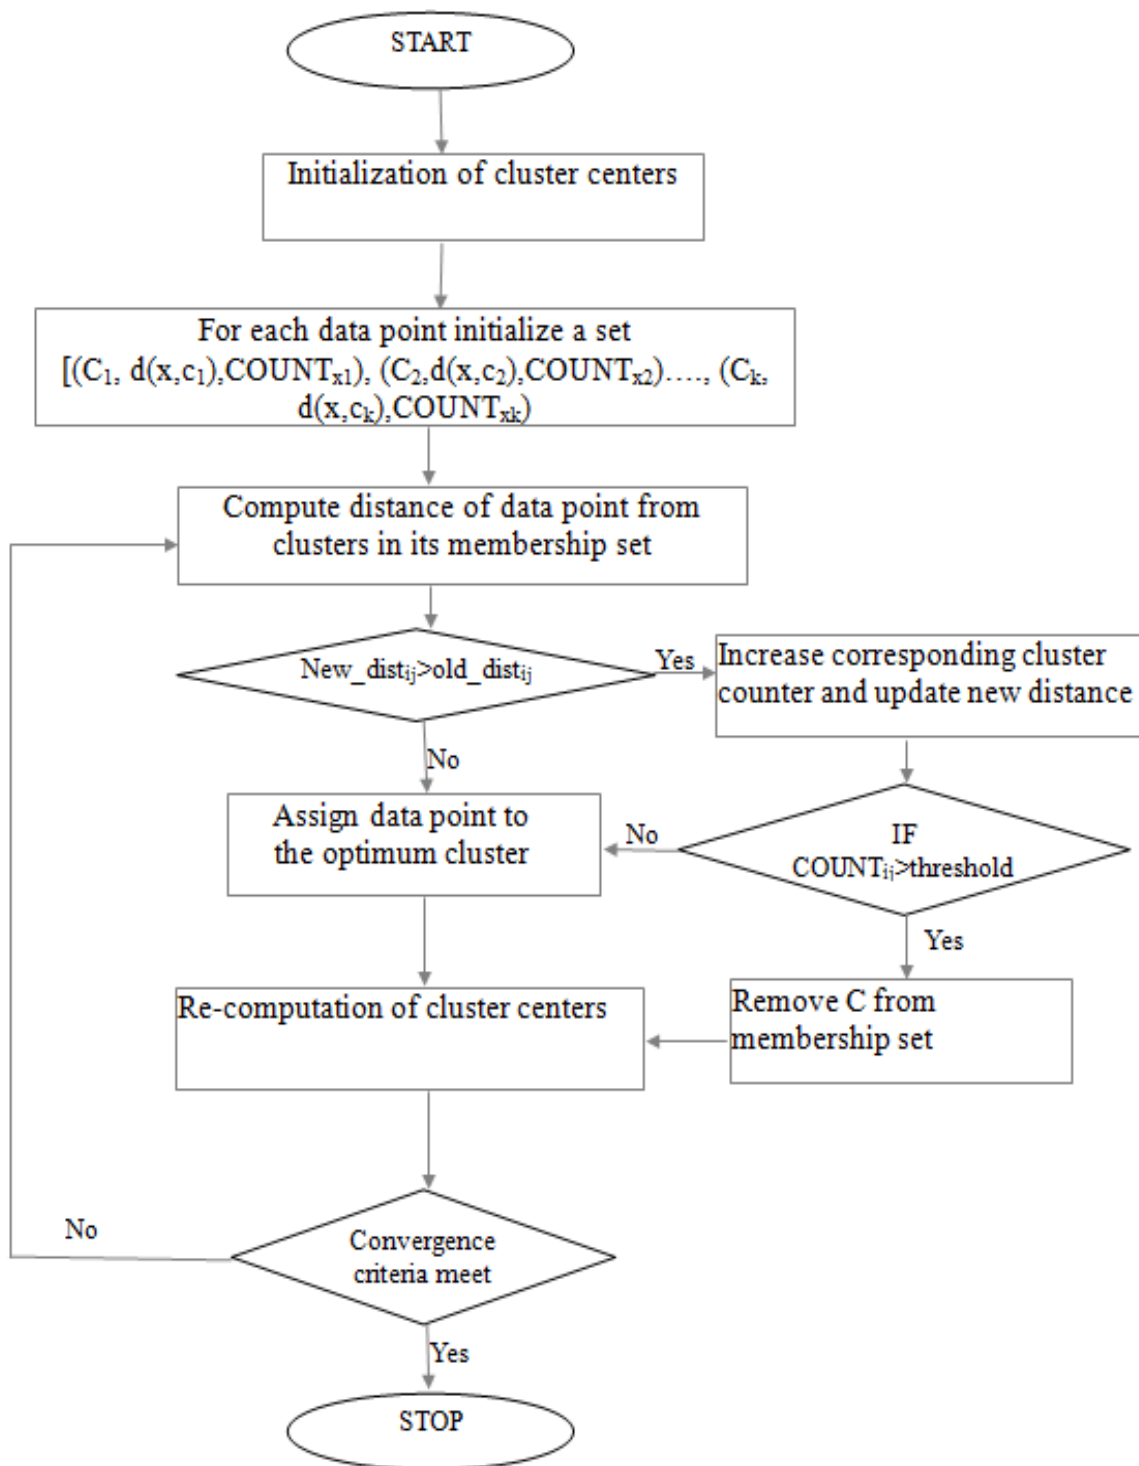 START
Initialization of cluster centers
For each data point initialize a set
[(C₁, d(x,c₁),COUNTₓ₁), (C₂,d(x,c₂),COUNTₓ₂)...., (Cₖ,
d(x,cₖ),COUNTₓₖ)
Compute distance of data point from
clusters in its membership set
New_distᵢⱼ>old_distᵢⱼ
Yes
Increase corresponding cluster
counter and update new distance
No
Assign data point to
the optimum cluster
No
IF
COUNTᵢⱼ>threshold
Yes
Re-computation of cluster centers
Remove C from
membership set
No
Convergence
criteria meet
Yes
STOP